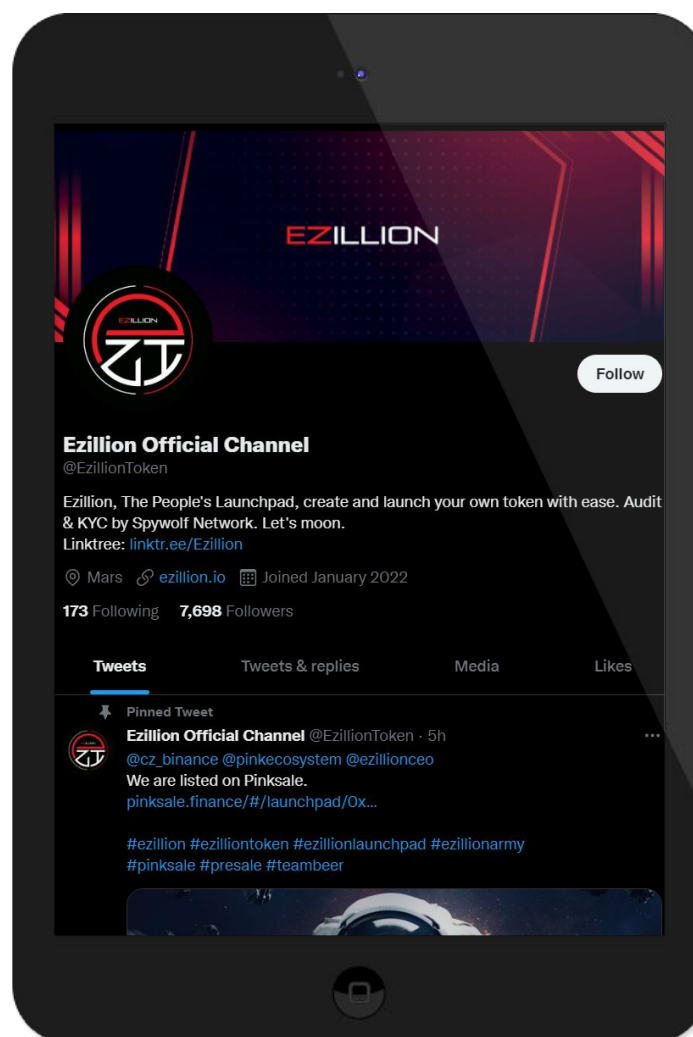 EZILLION
EZILLION
Follow
Ezillion Official Channel
@EzillionToken
Ezillion, The People's Launchpad, create and launch your own token with ease. Audit
& KYC by Spywolf Network. Let's moon.
Linktree: linktr.ee/Ezillion
Mars ezillion.io Joined January 2022
173 Following 7,698 Followers
Tweets Tweets & replies Media Likes
Pinned Tweet
Ezillion Official Channel @EzillionToken · 5h
@cz_binance @pinkecosystem @ezillionceo
We are listed on Pinksale.
pinksale.finance/#/launchpad/0x...
#ezillion #ezilliontoken #ezillionlaunchpad #ezillionarmy
#pinksale #presale #teambeer